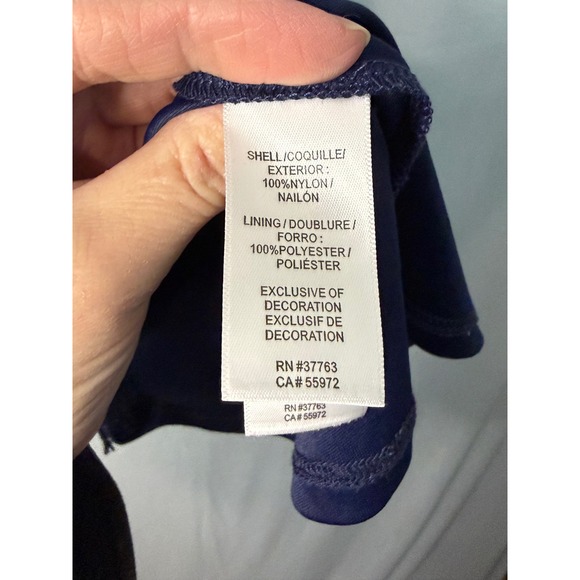 SHELL/COQUILLE/
EXTERIOR :
100%NYLON/
NAILÓN
LINING / DOUBLURE /
FORRO :
100%POLYESTER/
POLIÉSTER
EXCLUSIVE OF
DECORATION
EXCLUSIF DE
DECORATION
RN #37763
CA# 55972
RN #37763
CA# 55972